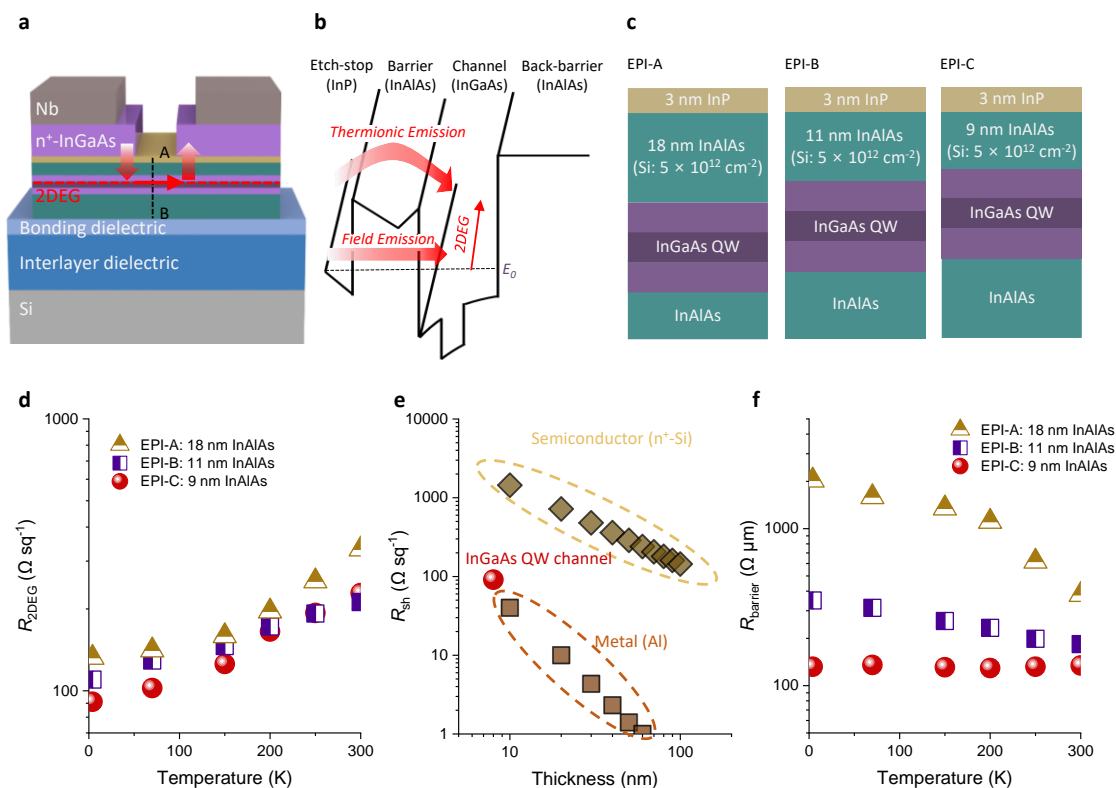 a
Nb
n⁺-InGaAs
A
2DEG
B
Bonding dielectric
Interlayer dielectric
Si
b
Etch-stop Barrier Channel Back-barrier
(InP) (InAlAs) (InGaAs) (InAlAs)
Thermionic Emission
Field Emission
2DEG
E₀
c
EPI-A
3 nm InP
18 nm InAlAs
(Si: 5 × 10¹² cm⁻²)
InGaAs QW
InAlAs
EPI-B
3 nm InP
11 nm InAlAs
(Si: 5 × 10¹² cm⁻²)
InGaAs QW
InAlAs
EPI-C
3 nm InP
9 nm InAlAs
(Si: 5 × 10¹² cm⁻²)
InGaAs QW
InAlAs
d
1000
100
R2DEG (Ω sq⁻¹)
EPI-A: 18 nm InAlAs
EPI-B: 11 nm InAlAs
EPI-C: 9 nm InAlAs
0 100 200 300
Temperature (K)
e
10000
1000
100
10
1
Rsh (Ω sq⁻¹)
Semiconductor (n⁺-Si)
InGaAs QW channel
Metal (Al)
10 100
Thickness (nm)
f
1000
100
Rbarrier (Ω μm)
EPI-A: 18 nm InAlAs
EPI-B: 11 nm InAlAs
EPI-C: 9 nm InAlAs
0 100 200 300
Temperature (K)